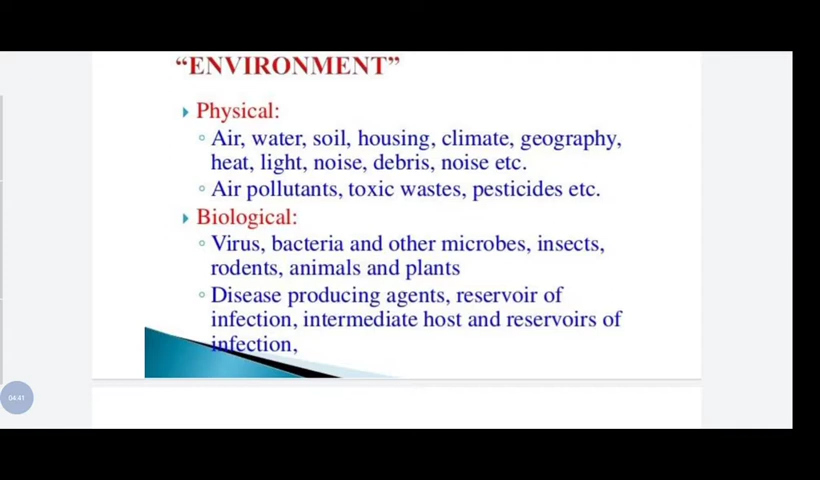 “ENVIRONMENT”
Physical:
Air, water, soil, housing, climate, geography,
heat, light, noise, debris, noise etc.
Air pollutants, toxic wastes, pesticides etc.
Biological:
Virus, bacteria and other microbes, insects,
rodents, animals and plants
Disease producing agents, reservoir of
infection, intermediate host and reservoirs of
infection,
04:41